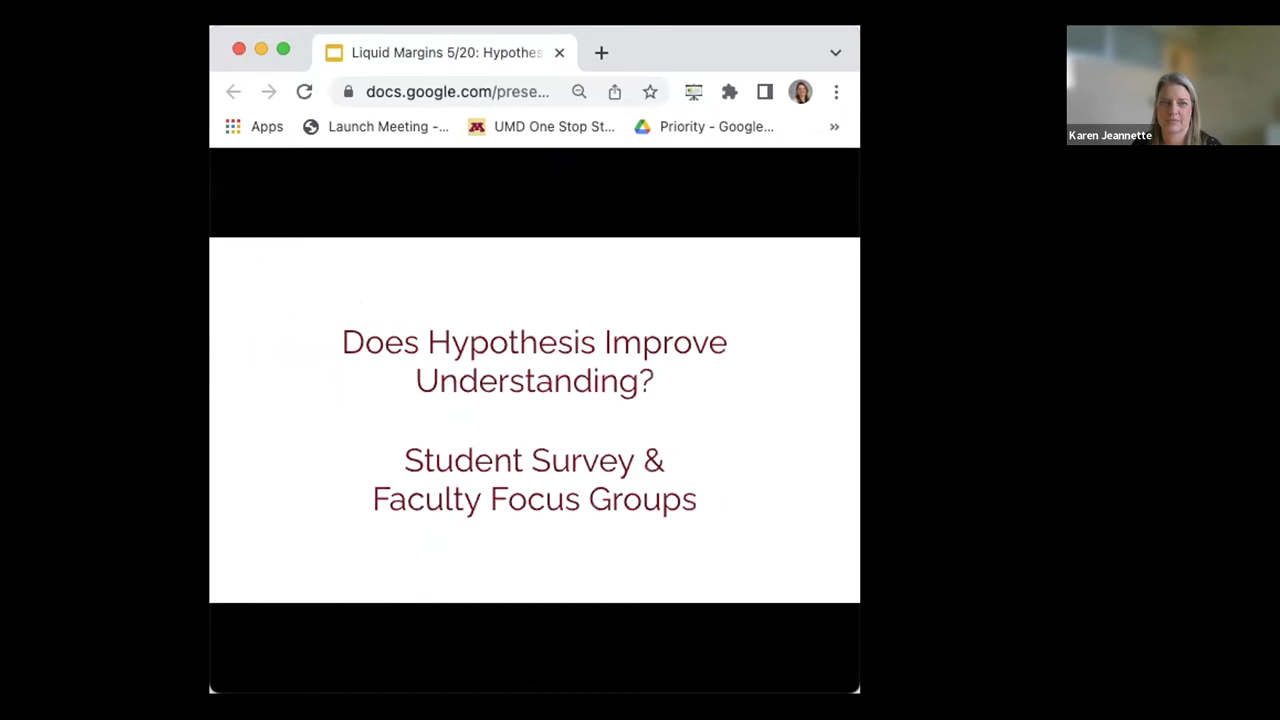 Liquid Margins 5/20: Hypothes
docs.google.com/prese...
Apps
Launch Meeting -...
UMD One Stop St...
Priority - Google...
»
Karen Jeannette
Does Hypothesis Improve
Understanding?
Student Survey &
Faculty Focus Groups